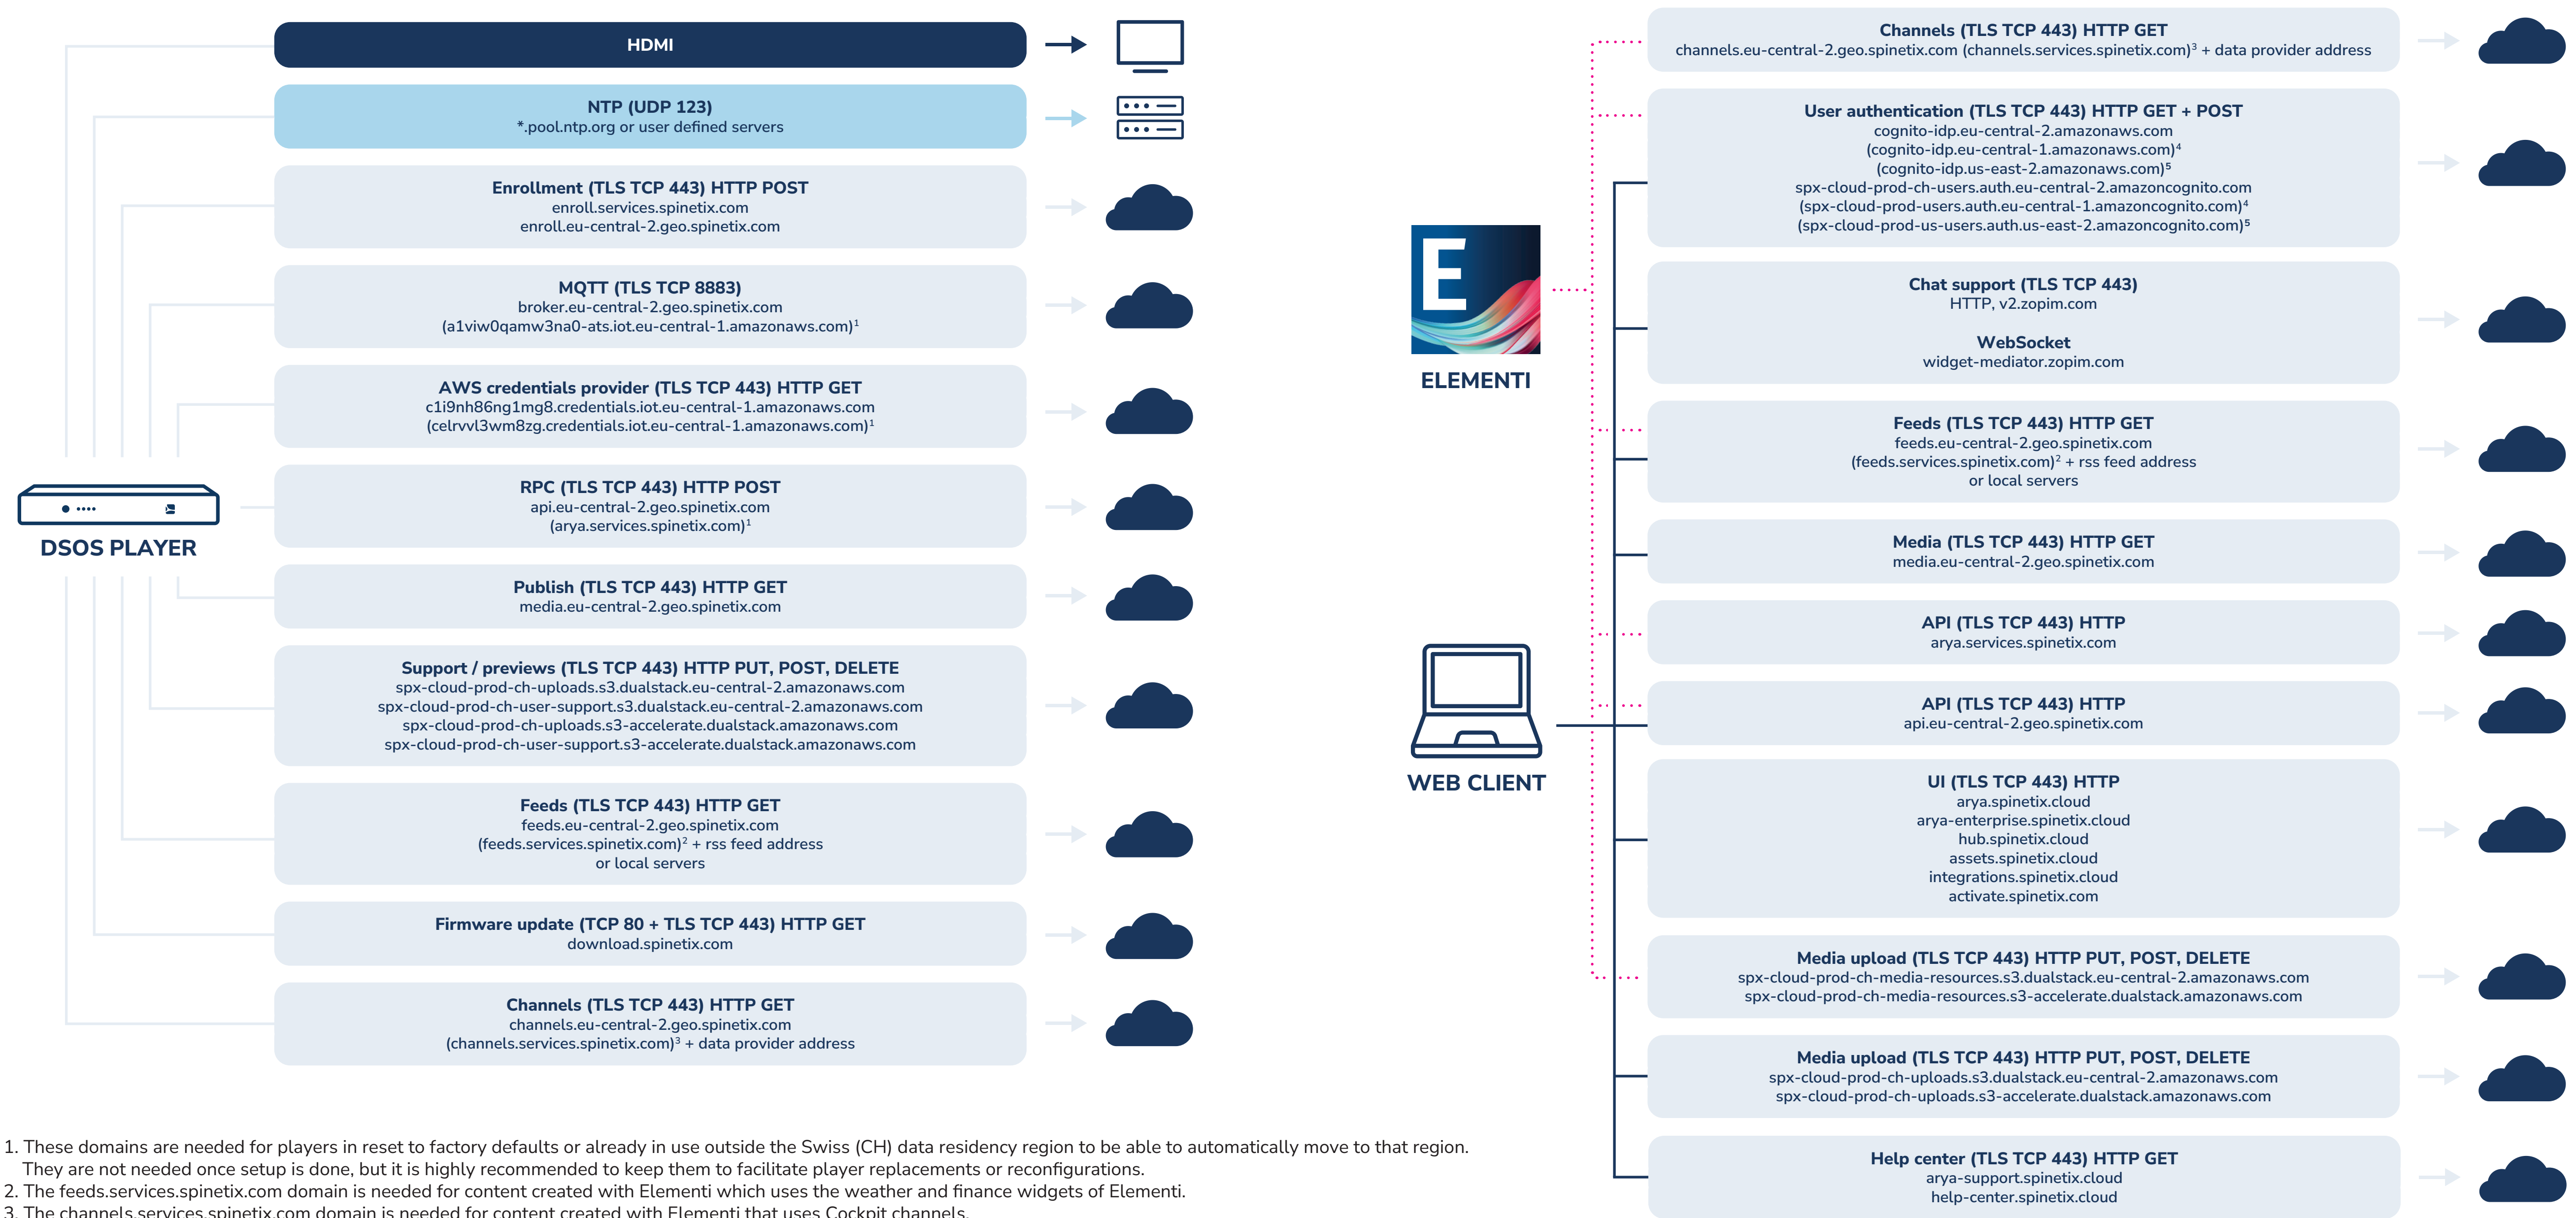 HDMI
NTP (UDP 123)
*.pool.ntp.org or user defined servers
Enrollment (TLS TCP 443) HTTP POST
enroll.services.spinetix.com
enroll.eu-central-2.geo.spinetix.com
MQTT (TLS TCP 8883)
broker.eu-central-2.geo.spinetix.com
(a1viw0qamw3na0-ats.iot.eu-central-1.amazonaws.com)¹
AWS credentials provider (TLS TCP 443) HTTP GET
c1i9nh86ng1mg8.credentials.iot.eu-central-1.amazonaws.com
(celrvvl3wm8zg.credentials.iot.eu-central-1.amazonaws.com)¹
RPC (TLS TCP 443) HTTP POST
api.eu-central-2.geo.spinetix.com
(arya.services.spinetix.com)¹
DSOS PLAYER
Publish (TLS TCP 443) HTTP GET
media.eu-central-2.geo.spinetix.com
Support / previews (TLS TCP 443) HTTP PUT, POST, DELETE
spx-cloud-prod-ch-uploads.s3.dualstack.eu-central-2.amazonaws.com
spx-cloud-prod-ch-user-support.s3.dualstack.eu-central-2.amazonaws.com
spx-cloud-prod-ch-uploads.s3-accelerate.dualstack.amazonaws.com
spx-cloud-prod-ch-user-support.s3-accelerate.dualstack.amazonaws.com
Feeds (TLS TCP 443) HTTP GET
feeds.eu-central-2.geo.spinetix.com
(feeds.services.spinetix.com)² + rss feed address
or local servers
Firmware update (TCP 80 + TLS TCP 443) HTTP GET
download.spinetix.com
Channels (TLS TCP 443) HTTP GET
channels.eu-central-2.geo.spinetix.com
(channels.services.spinetix.com)³ + data provider address
1. These domains are needed for players in reset to factory defaults or already in use outside the Swiss (CH) data residency region to be able to automatically move to that region.
They are not needed once setup is done, but it is highly recommended to keep them to facilitate player replacements or reconfigurations.
2. The feeds.services.spinetix.com domain is needed for content created with Elementi which uses the weather and finance widgets of Elementi.
3. The channels.services.spinetix.com domain is needed for content created with Elementi that uses Cockpit channels.
E
ELEMENTI
WEB CLIENT
Channels (TLS TCP 443) HTTP GET
channels.eu-central-2.geo.spinetix.com (channels.services.spinetix.com)³ + data provider address
User authentication (TLS TCP 443) HTTP GET + POST
cognito-idp.eu-central-2.amazonaws.com
(cognito-idp.eu-central-1.amazonaws.com)⁴
(cognito-idp.us-east-2.amazonaws.com)⁵
spx-cloud-prod-ch-users.auth.eu-central-2.amazoncognito.com
(spx-cloud-prod-users.auth.eu-central-1.amazoncognito.com)⁴
(spx-cloud-prod-us-users.auth.us-east-2.amazoncognito.com)⁵
Chat support (TLS TCP 443)
HTTP, v2.zopim.com
WebSocket
widget-mediator.zopim.com
Feeds (TLS TCP 443) HTTP GET
feeds.eu-central-2.geo.spinetix.com
(feeds.services.spinetix.com)² + rss feed address
or local servers
Media (TLS TCP 443) HTTP GET
media.eu-central-2.geo.spinetix.com
API (TLS TCP 443) HTTP
arya.services.spinetix.com
API (TLS TCP 443) HTTP
api.eu-central-2.geo.spinetix.com
UI (TLS TCP 443) HTTP
arya.spinetix.cloud
arya-enterprise.spinetix.cloud
hub.spinetix.cloud
assets.spinetix.cloud
integrations.spinetix.cloud
activate.spinetix.com
Media upload (TLS TCP 443) HTTP PUT, POST, DELETE
spx-cloud-prod-ch-media-resources.s3.dualstack.eu-central-2.amazonaws.com
spx-cloud-prod-ch-media-resources.s3-accelerate.dualstack.amazonaws.com
Media upload (TLS TCP 443) HTTP PUT, POST, DELETE
spx-cloud-prod-ch-uploads.s3.dualstack.eu-central-2.amazonaws.com
spx-cloud-prod-ch-uploads.s3-accelerate.dualstack.amazonaws.com
Help center (TLS TCP 443) HTTP GET
arya-support.spinetix.cloud
help-center.spinetix.cloud